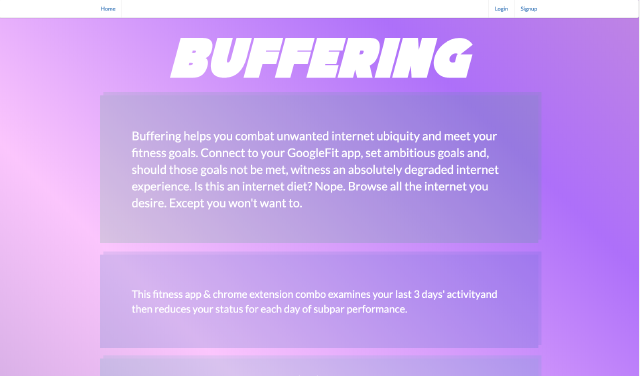 Home Login Signup
BUFFERING
Buffering helps you combat unwanted internet ubiquity and meet your
fitness goals. Connect to your GoogleFit app, set ambitious goals and,
should those goals not be met, witness an absolutely degraded internet
experience. Is this an internet diet? Nope. Browse all the internet you
desire. Except you won't want to.
This fitness app & chrome extension combo examines your last 3 days' activityand
then reduces your status for each day of subpar performance.